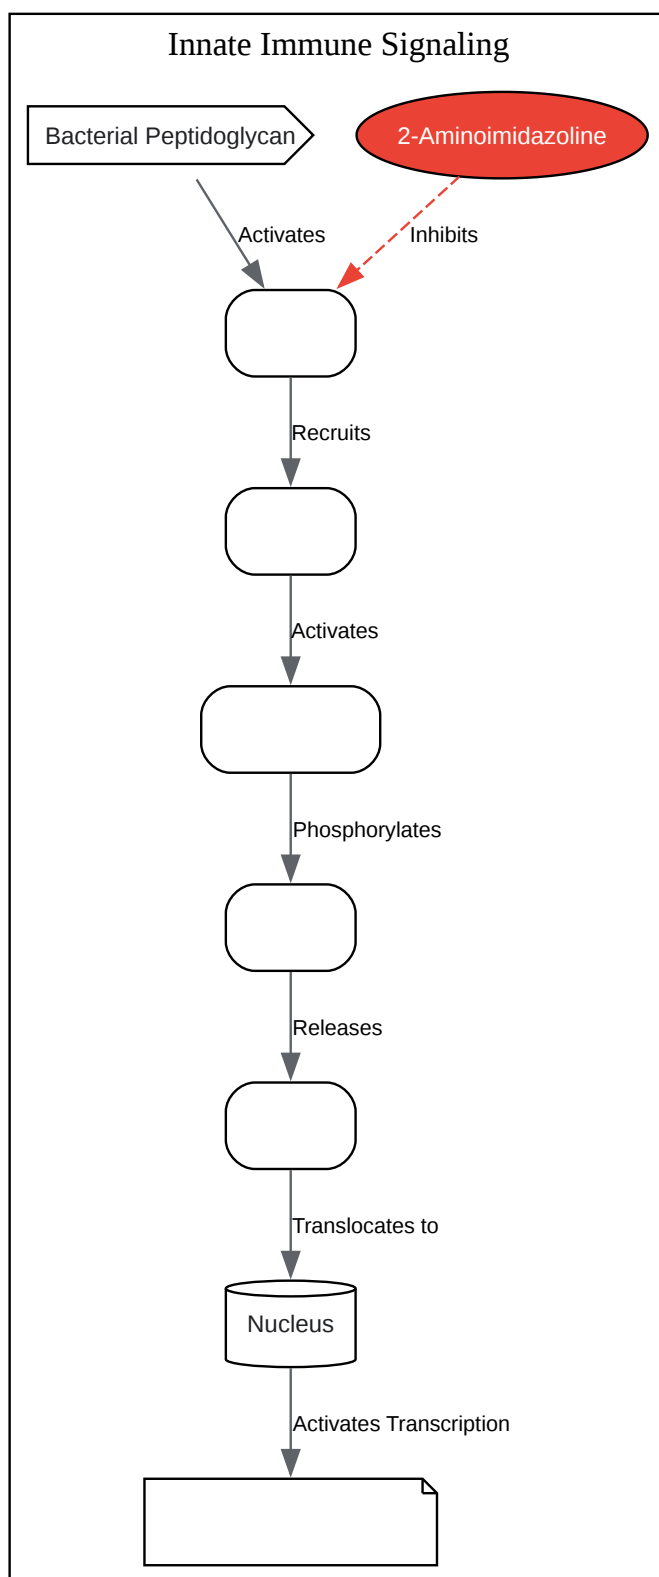 Innate Immune Signaling
Bacterial Peptidoglycan
2-Aminoimidazoline
Activates
Inhibits
Recruits
Activates
Phosphorylates
Releases
Translocates to
Nucleus
Activates Transcription